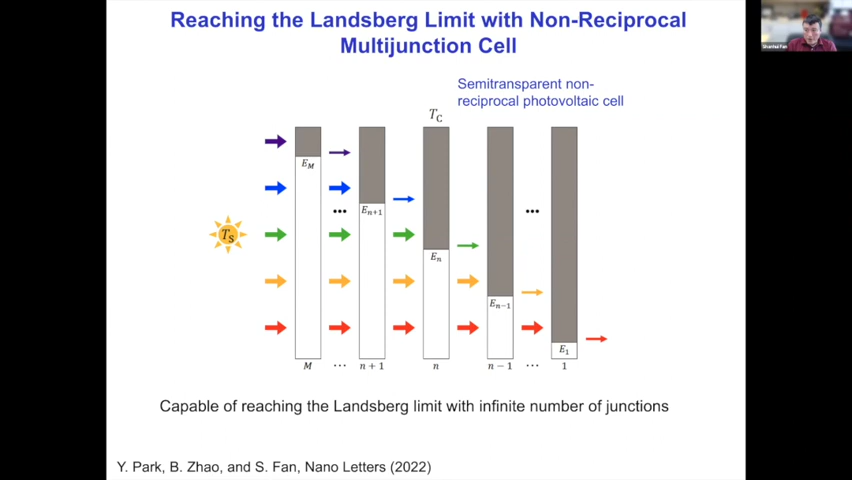 Reaching the Landsberg Limit with Non-Reciprocal
Multijunction Cell
Shanhui Fan
Semitransparent non-
reciprocal photovoltaic cell
T_C
E_M
E_{n+1}
T_S
E_n
E_{n−1}
E_1
M ⋯ n + 1 n n − 1 ⋯ 1
Capable of reaching the Landsberg limit with infinite number of junctions
Y. Park, B. Zhao, and S. Fan, Nano Letters (2022)